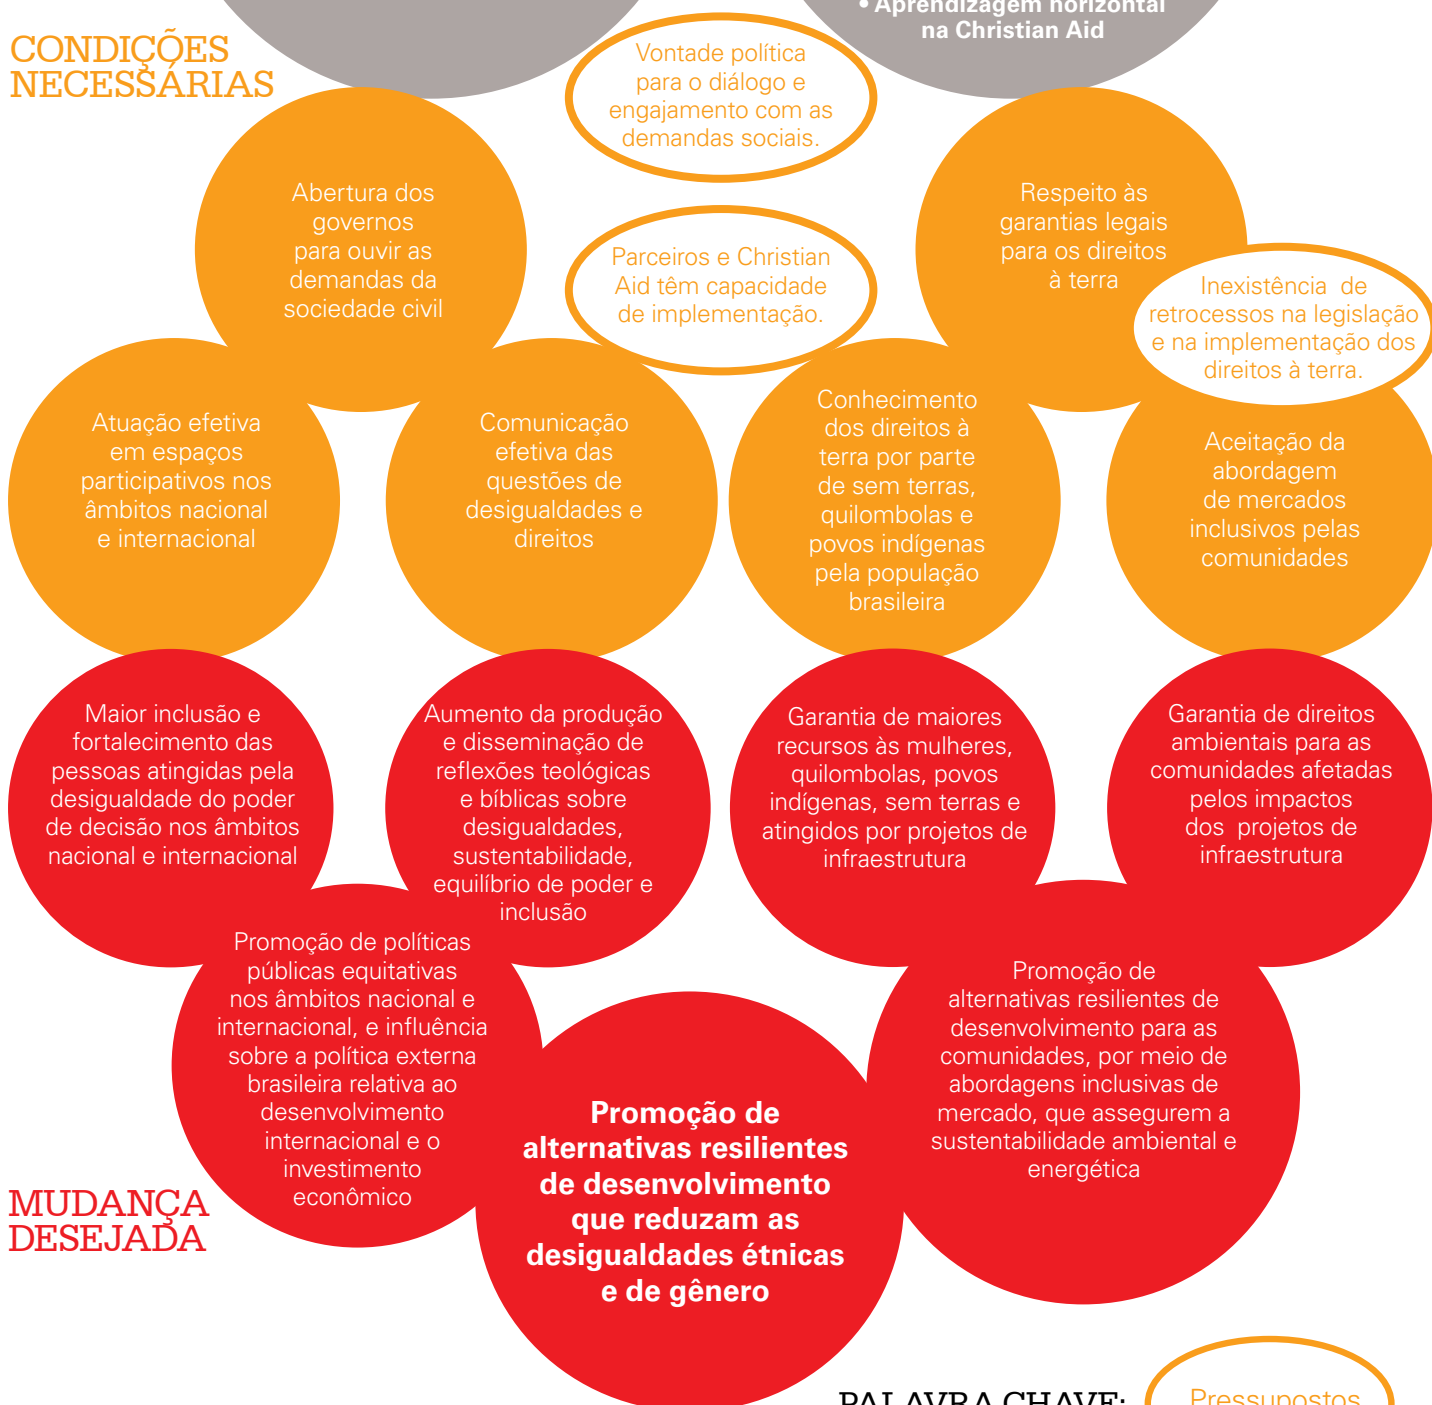 • Aprendizagem horizontal
na Christian Aid
CONDIÇÕES
NECESSÁRIAS
Vontade política
para o diálogo e
engajamento com as
demandas sociais.
Abertura dos
governos
para ouvir as
demandas da
sociedade civil
Parceiros e Christian
Aid têm capacidade
de implementação.
Respeito às
garantias legais
para os direitos
à terra
Inexistência de
retrocessos na legislação
e na implementação dos
direitos à terra.
Atuação efetiva
em espaços
participativos nos
âmbitos nacional
e internacional
Comunicação
efetiva das
questões de
desigualdades e
direitos
Conhecimento
dos direitos à
terra por parte
de sem terras,
quilombolas e
povos indígenas
pela população
brasileira
Aceitação da
abordagem
de mercados
inclusivos pelas
comunidades
Maior inclusão e
fortalecimento das
pessoas atingidas pela
desigualdade do poder
de decisão nos âmbitos
nacional e internacional
Aumento da produção
e disseminação de
reflexões teológicas
e bíblicas sobre
desigualdades,
sustentabilidade,
equilíbrio de poder e
inclusão
Garantia de maiores
recursos às mulheres,
quilombolas, povos
indígenas, sem terras e
atingidos por projetos de
infraestrutura
Garantia de direitos
ambientais para as
comunidades afetadas
pelos impactos
dos projetos de
infraestrutura
Promoção de políticas
públicas equitativas
nos âmbitos nacional e
internacional, e influência
sobre a política externa
brasileira relativa ao
desenvolvimento
internacional e o
investimento
econômico
Promoção de
alternativas resilientes
de desenvolvimento
que reduzam as
desigualdades étnicas
e de gênero
Promoção de
alternativas resilientes de
desenvolvimento para as
comunidades, por meio de
abordagens inclusivas de
mercado, que assegurem a
sustentabilidade ambiental e
energética
MUDANÇA
DESEJADA
PALAVRA CHAVE:
Pressupostos